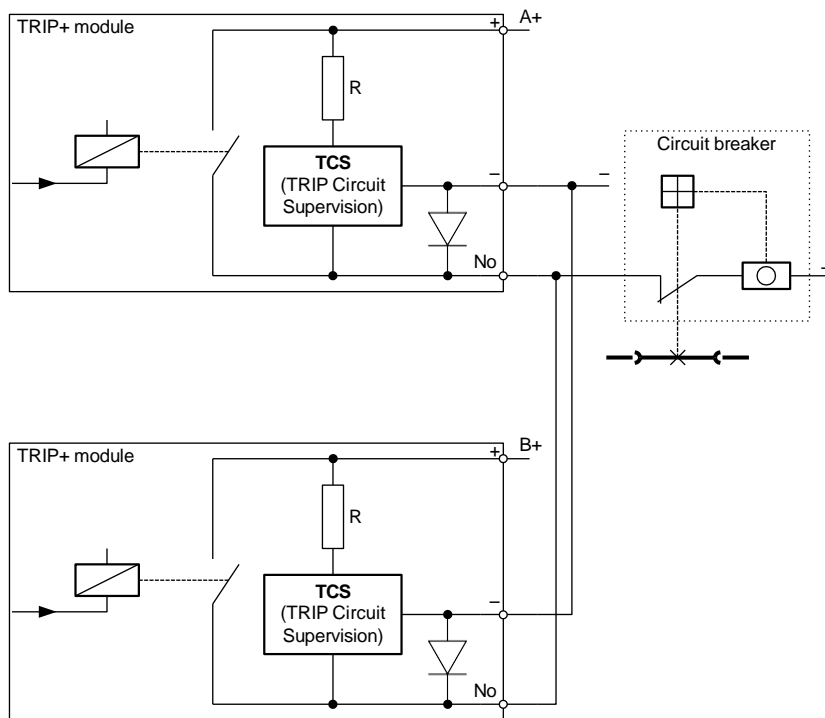 TRIP+ module
+
A+
R
TCS
(TRIP Circuit
Supervision)
–
–
No
Circuit breaker
–
TRIP+ module
+
B+
R
TCS
(TRIP Circuit
Supervision)
–
No